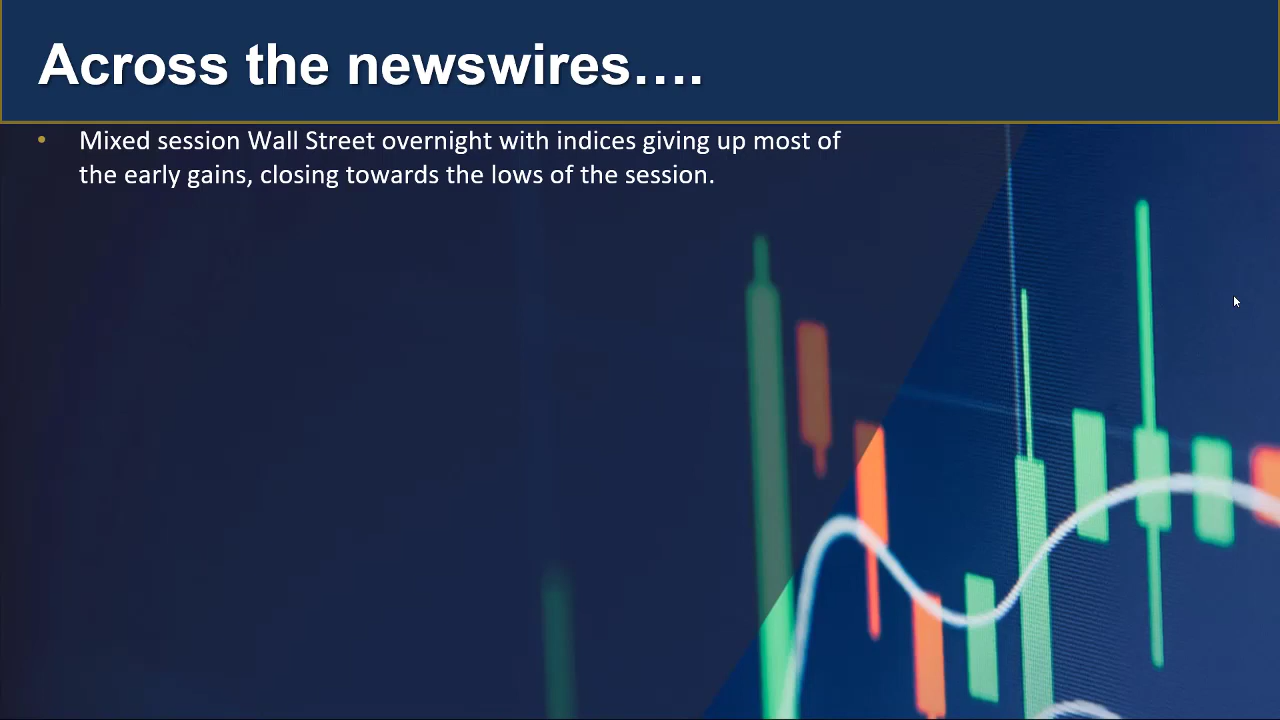 Across the newswires….
• Mixed session Wall Street overnight with indices giving up most of
the early gains, closing towards the lows of the session.